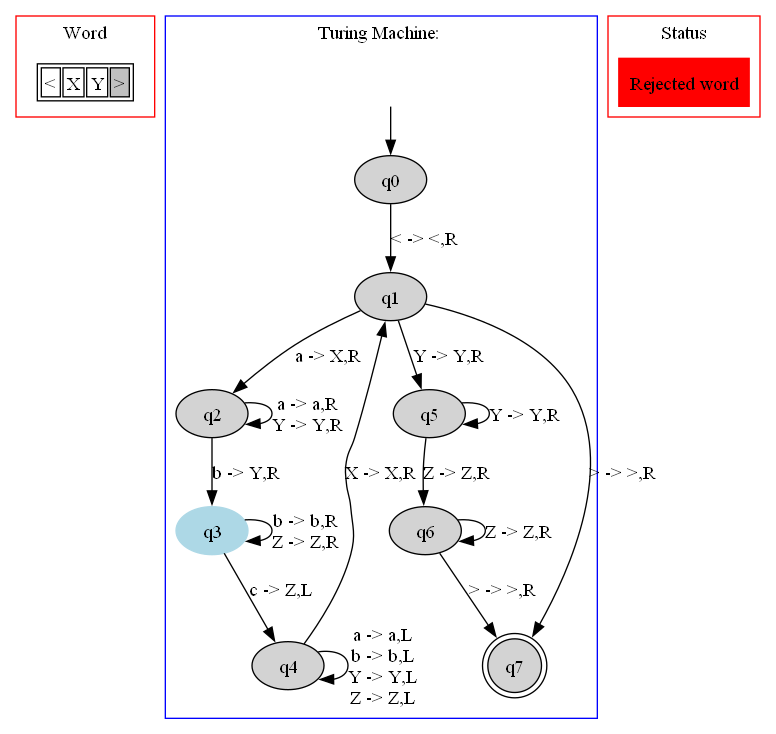 Word
< X Y >
Turing Machine:
Status
Rejected word
q0
< -> <,R
q1
a -> X,R
Y -> Y,R
q2
a -> a,R
Y -> Y,R
q5
Y -> Y,R
b -> Y,R
X -> X,R
Z -> Z,R
> -> >,R
q3
b -> b,R
Z -> Z,R
q6
Z -> Z,R
c -> Z,L
> -> >,R
q4
a -> a,L
b -> b,L
Y -> Y,L
Z -> Z,L
q7